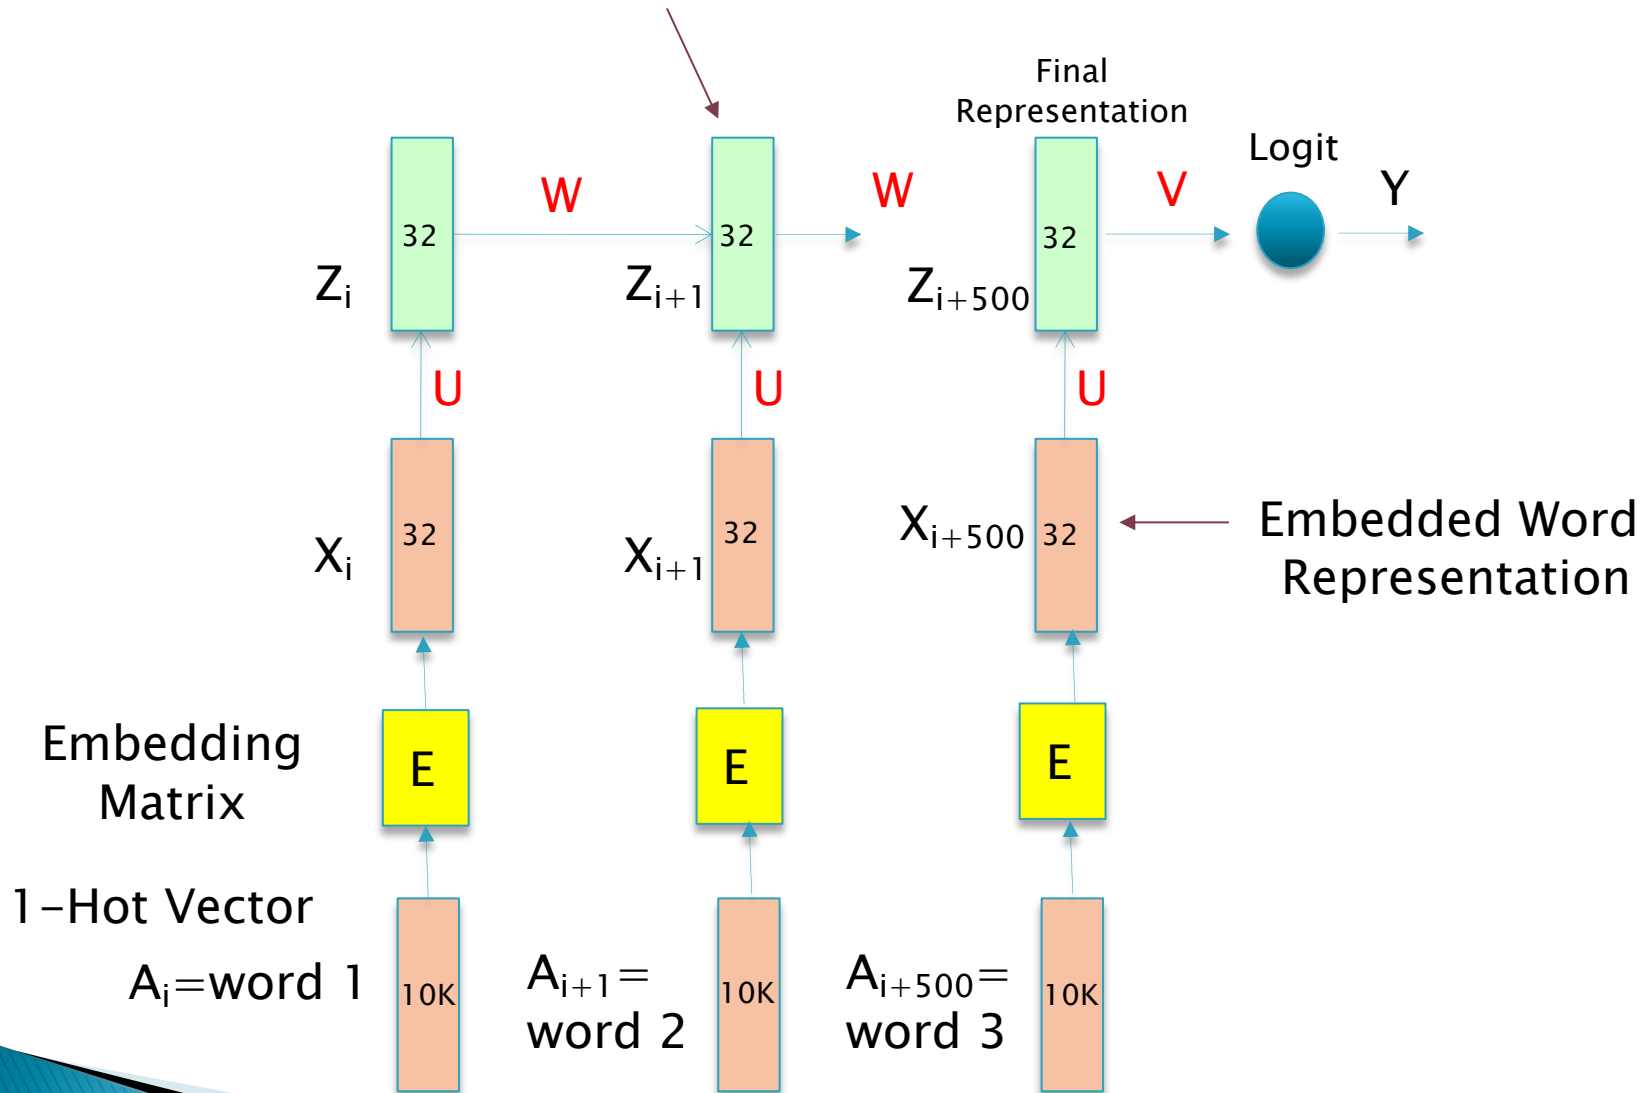 Final
Representation
Logit
W
W
V
Y
32
32
32
Zᵢ
Zᵢ₊₁
Zᵢ₊₅₀₀
U
U
U
32
32
32
Xᵢ
Xᵢ₊₁
Xᵢ₊₅₀₀
Embedded Word
Representation
Embedding
Matrix
E
E
E
1-Hot Vector
Aᵢ=word 1
10K
Aᵢ₊₁=
word 2
10K
Aᵢ₊₅₀₀=
word 3
10K